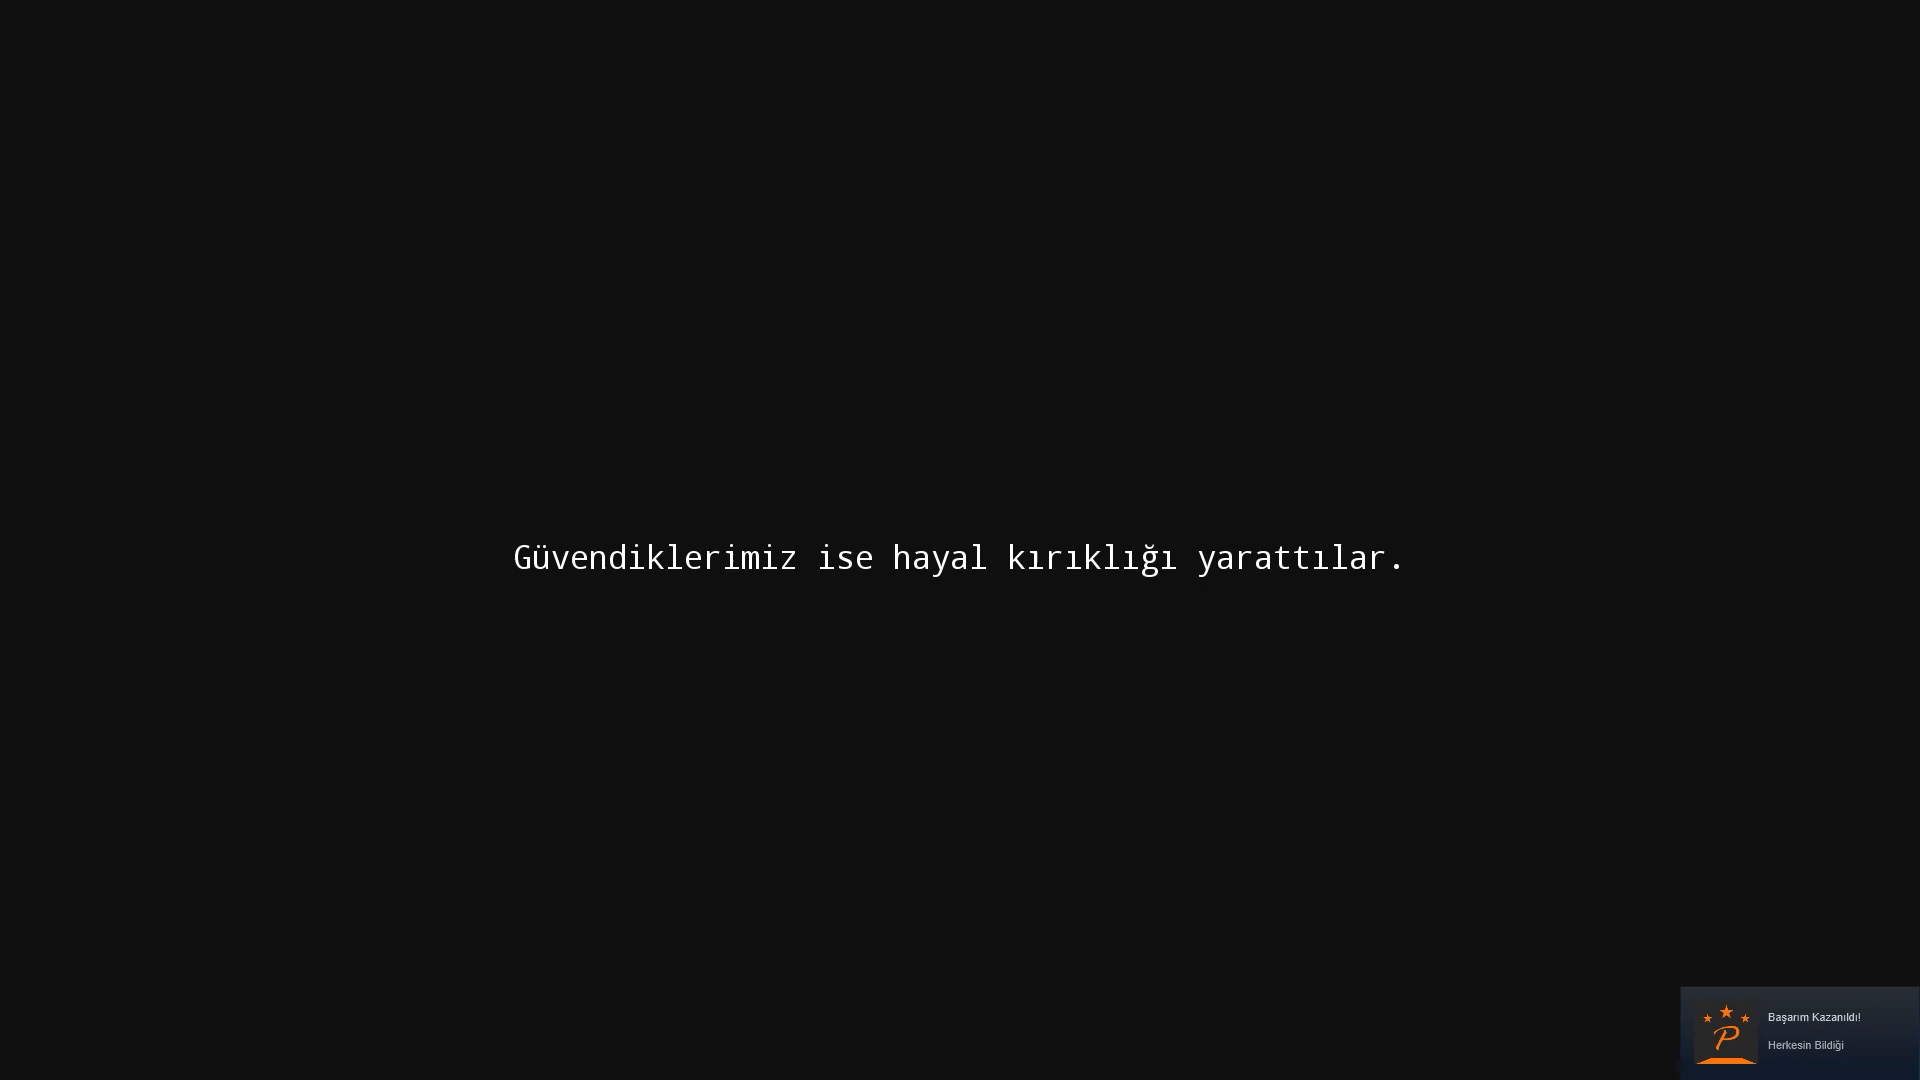 Güvendiklerimiz ise hayal kırıklığı yarattılar.
P
Başarım Kazanıldı!
Herkesin Bildiği